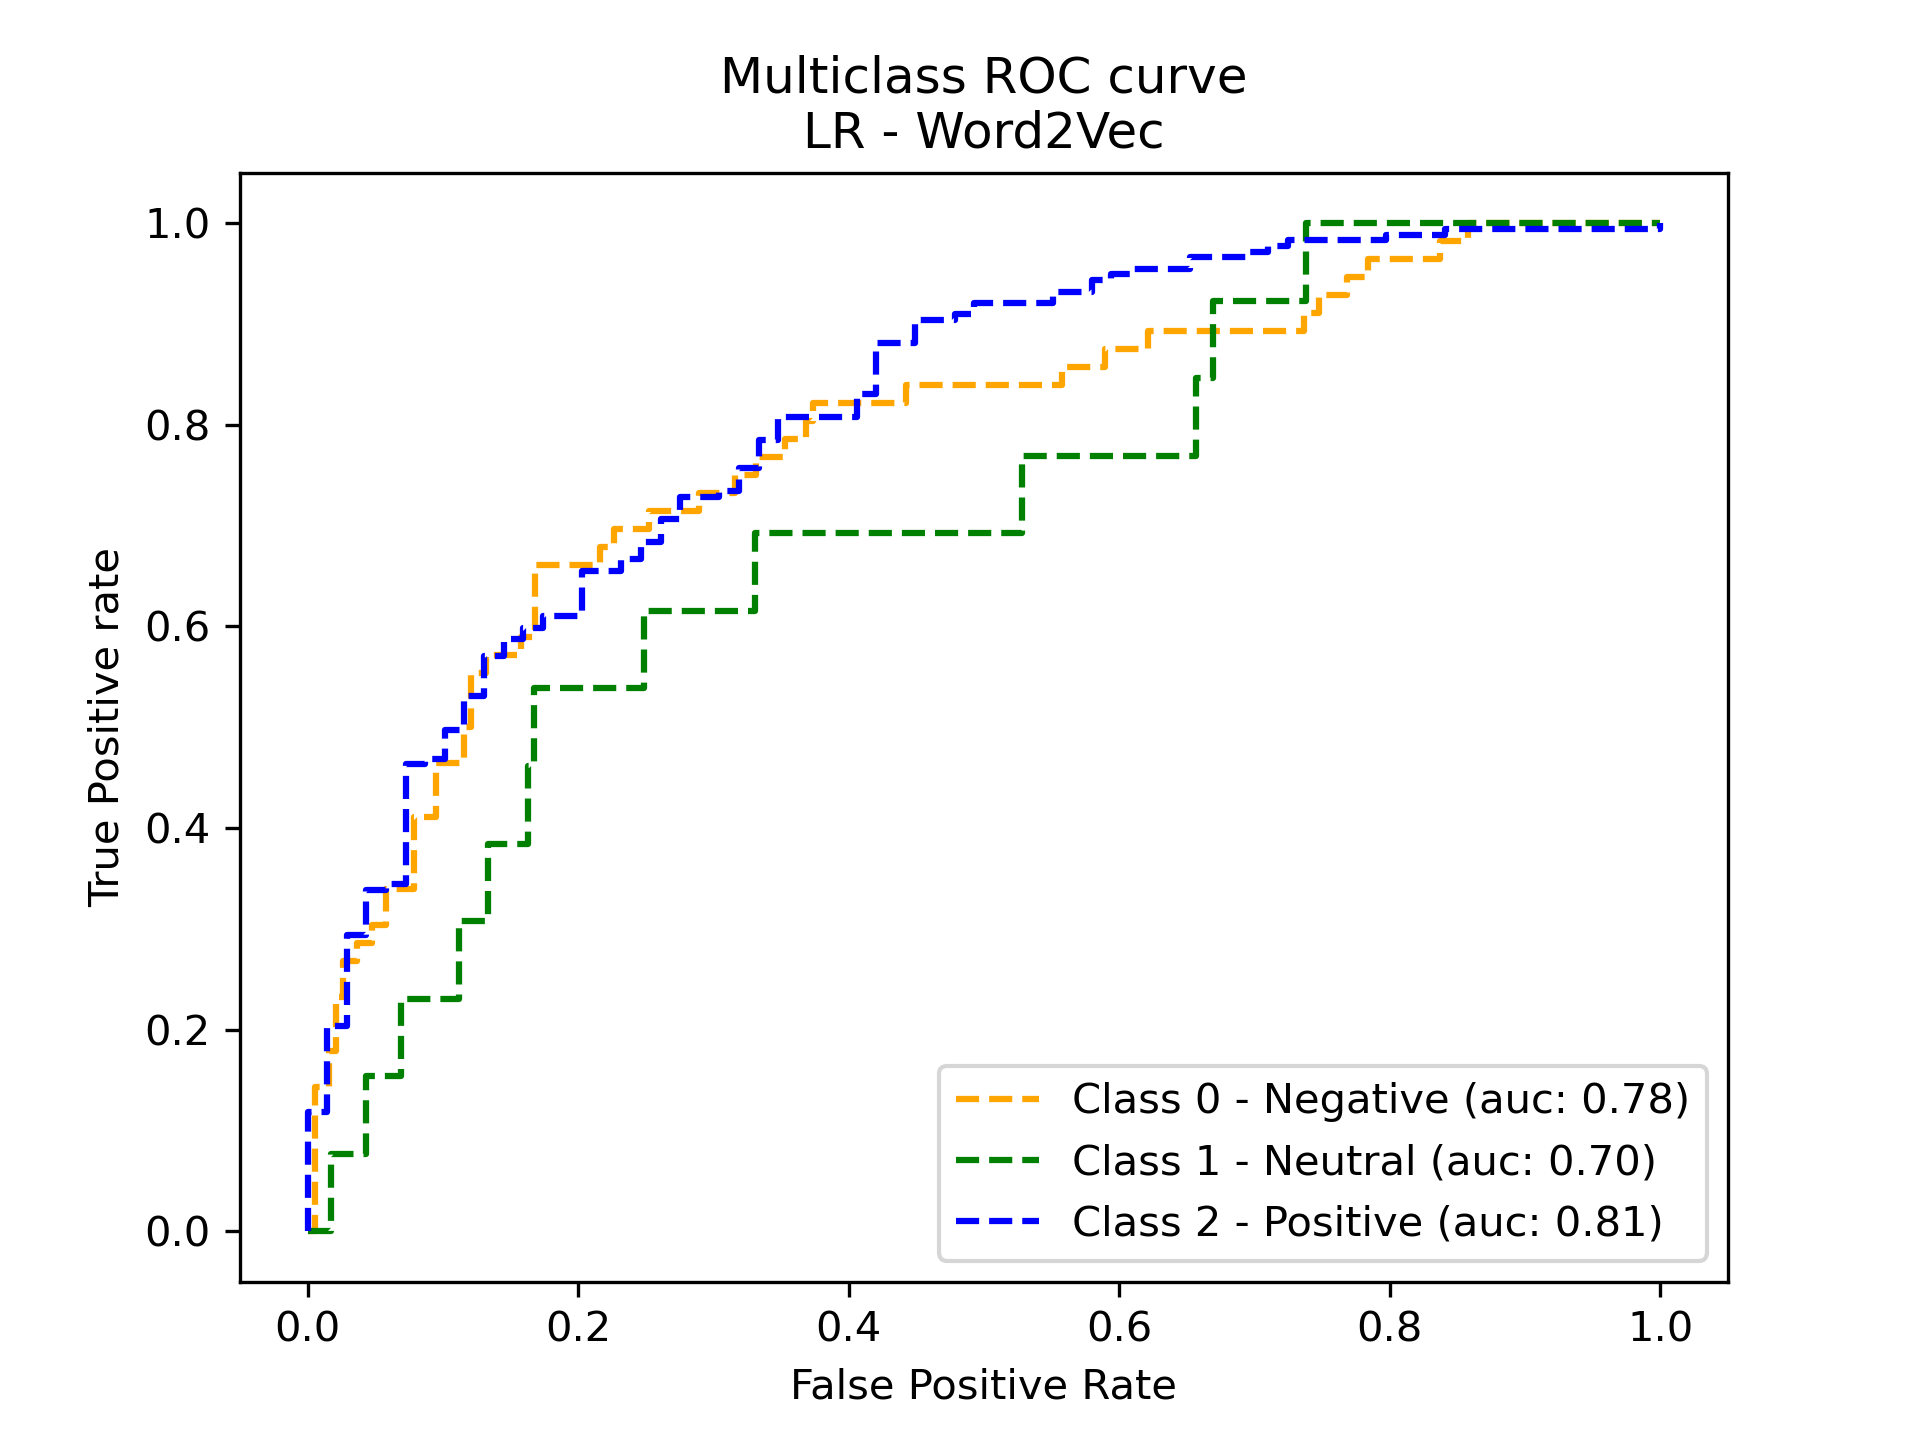 Multiclass ROC curve
LR - Word2Vec
True Positive rate
1.0
0.8
0.6
0.4
0.2
0.0
Class 0 - Negative (auc: 0.78)
Class 1 - Neutral (auc: 0.70)
Class 2 - Positive (auc: 0.81)
0.0 0.2 0.4 0.6 0.8 1.0
False Positive Rate